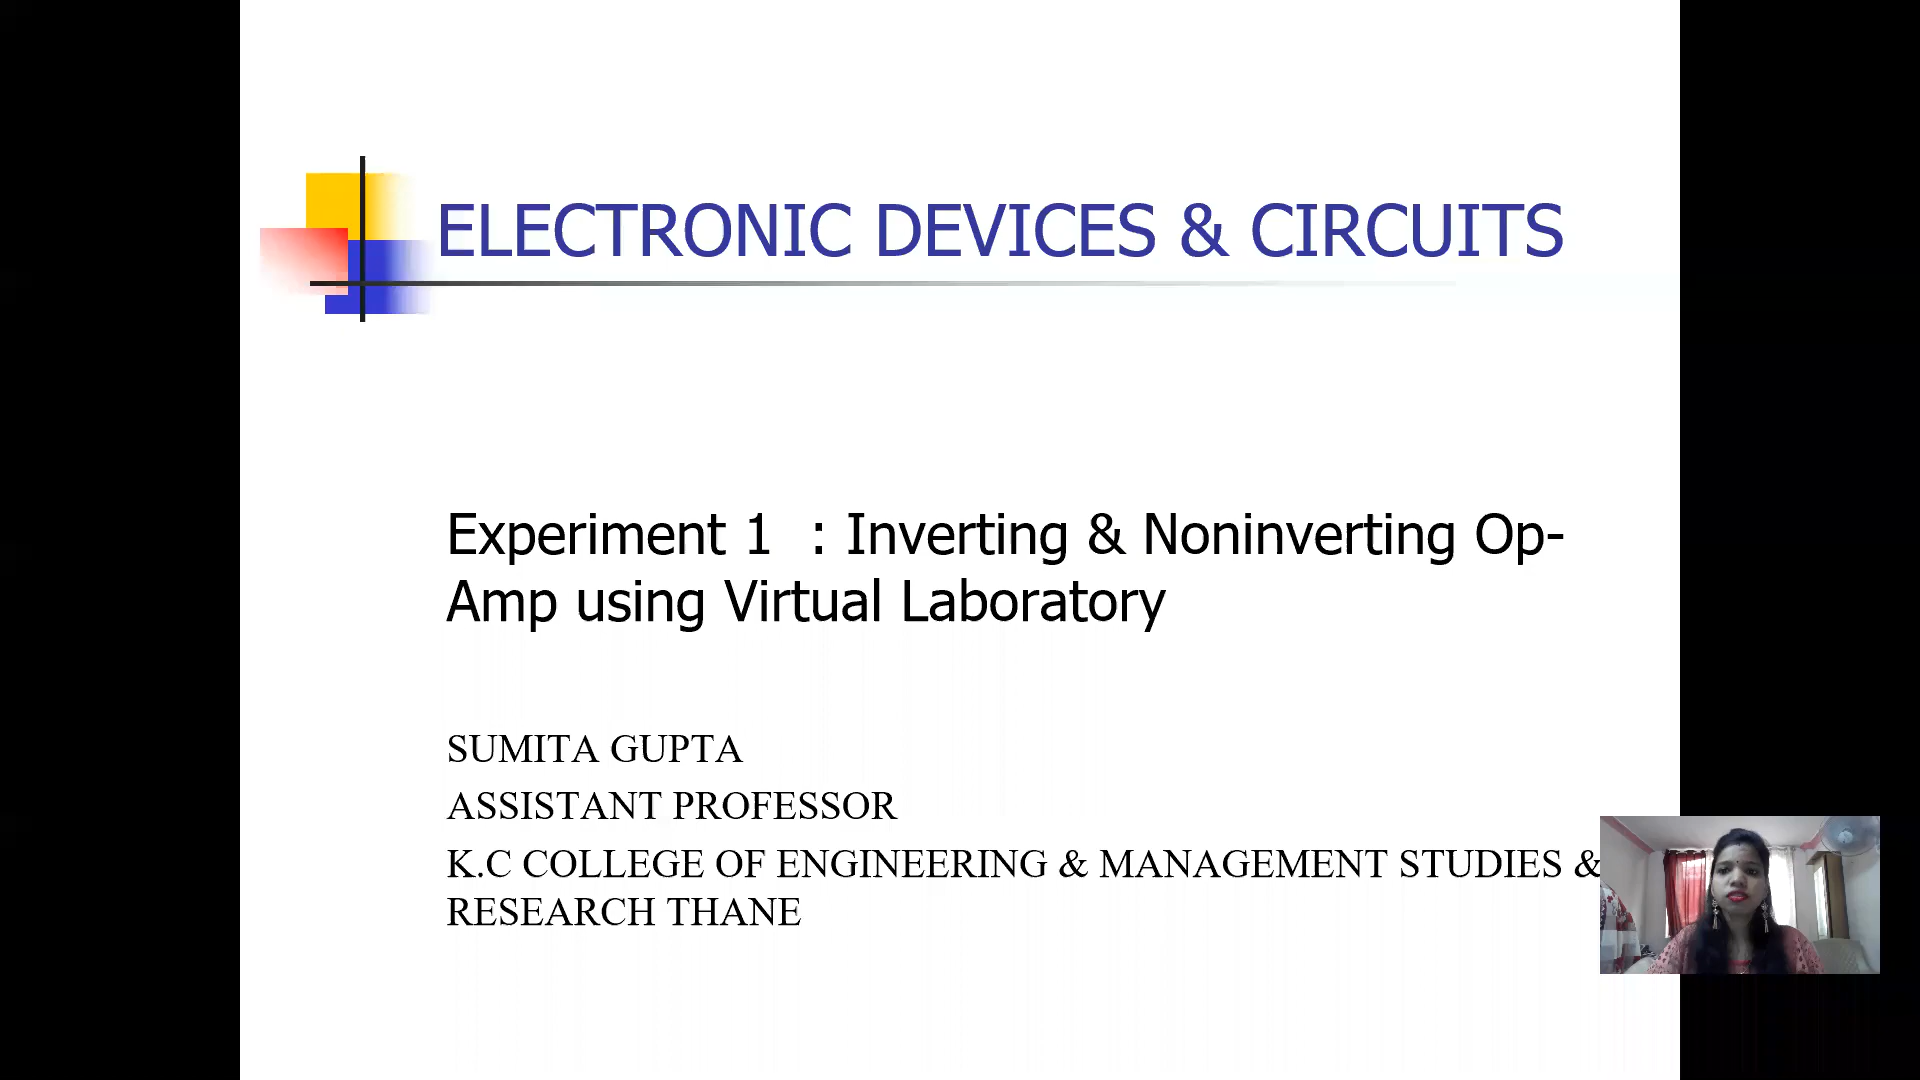 ELECTRONIC DEVICES & CIRCUITS
Experiment 1  : Inverting & Noninverting Op-
Amp using Virtual Laboratory
SUMITA GUPTA
ASSISTANT PROFESSOR
K.C COLLEGE OF ENGINEERING & MANAGEMENT STUDIES &
RESEARCH THANE